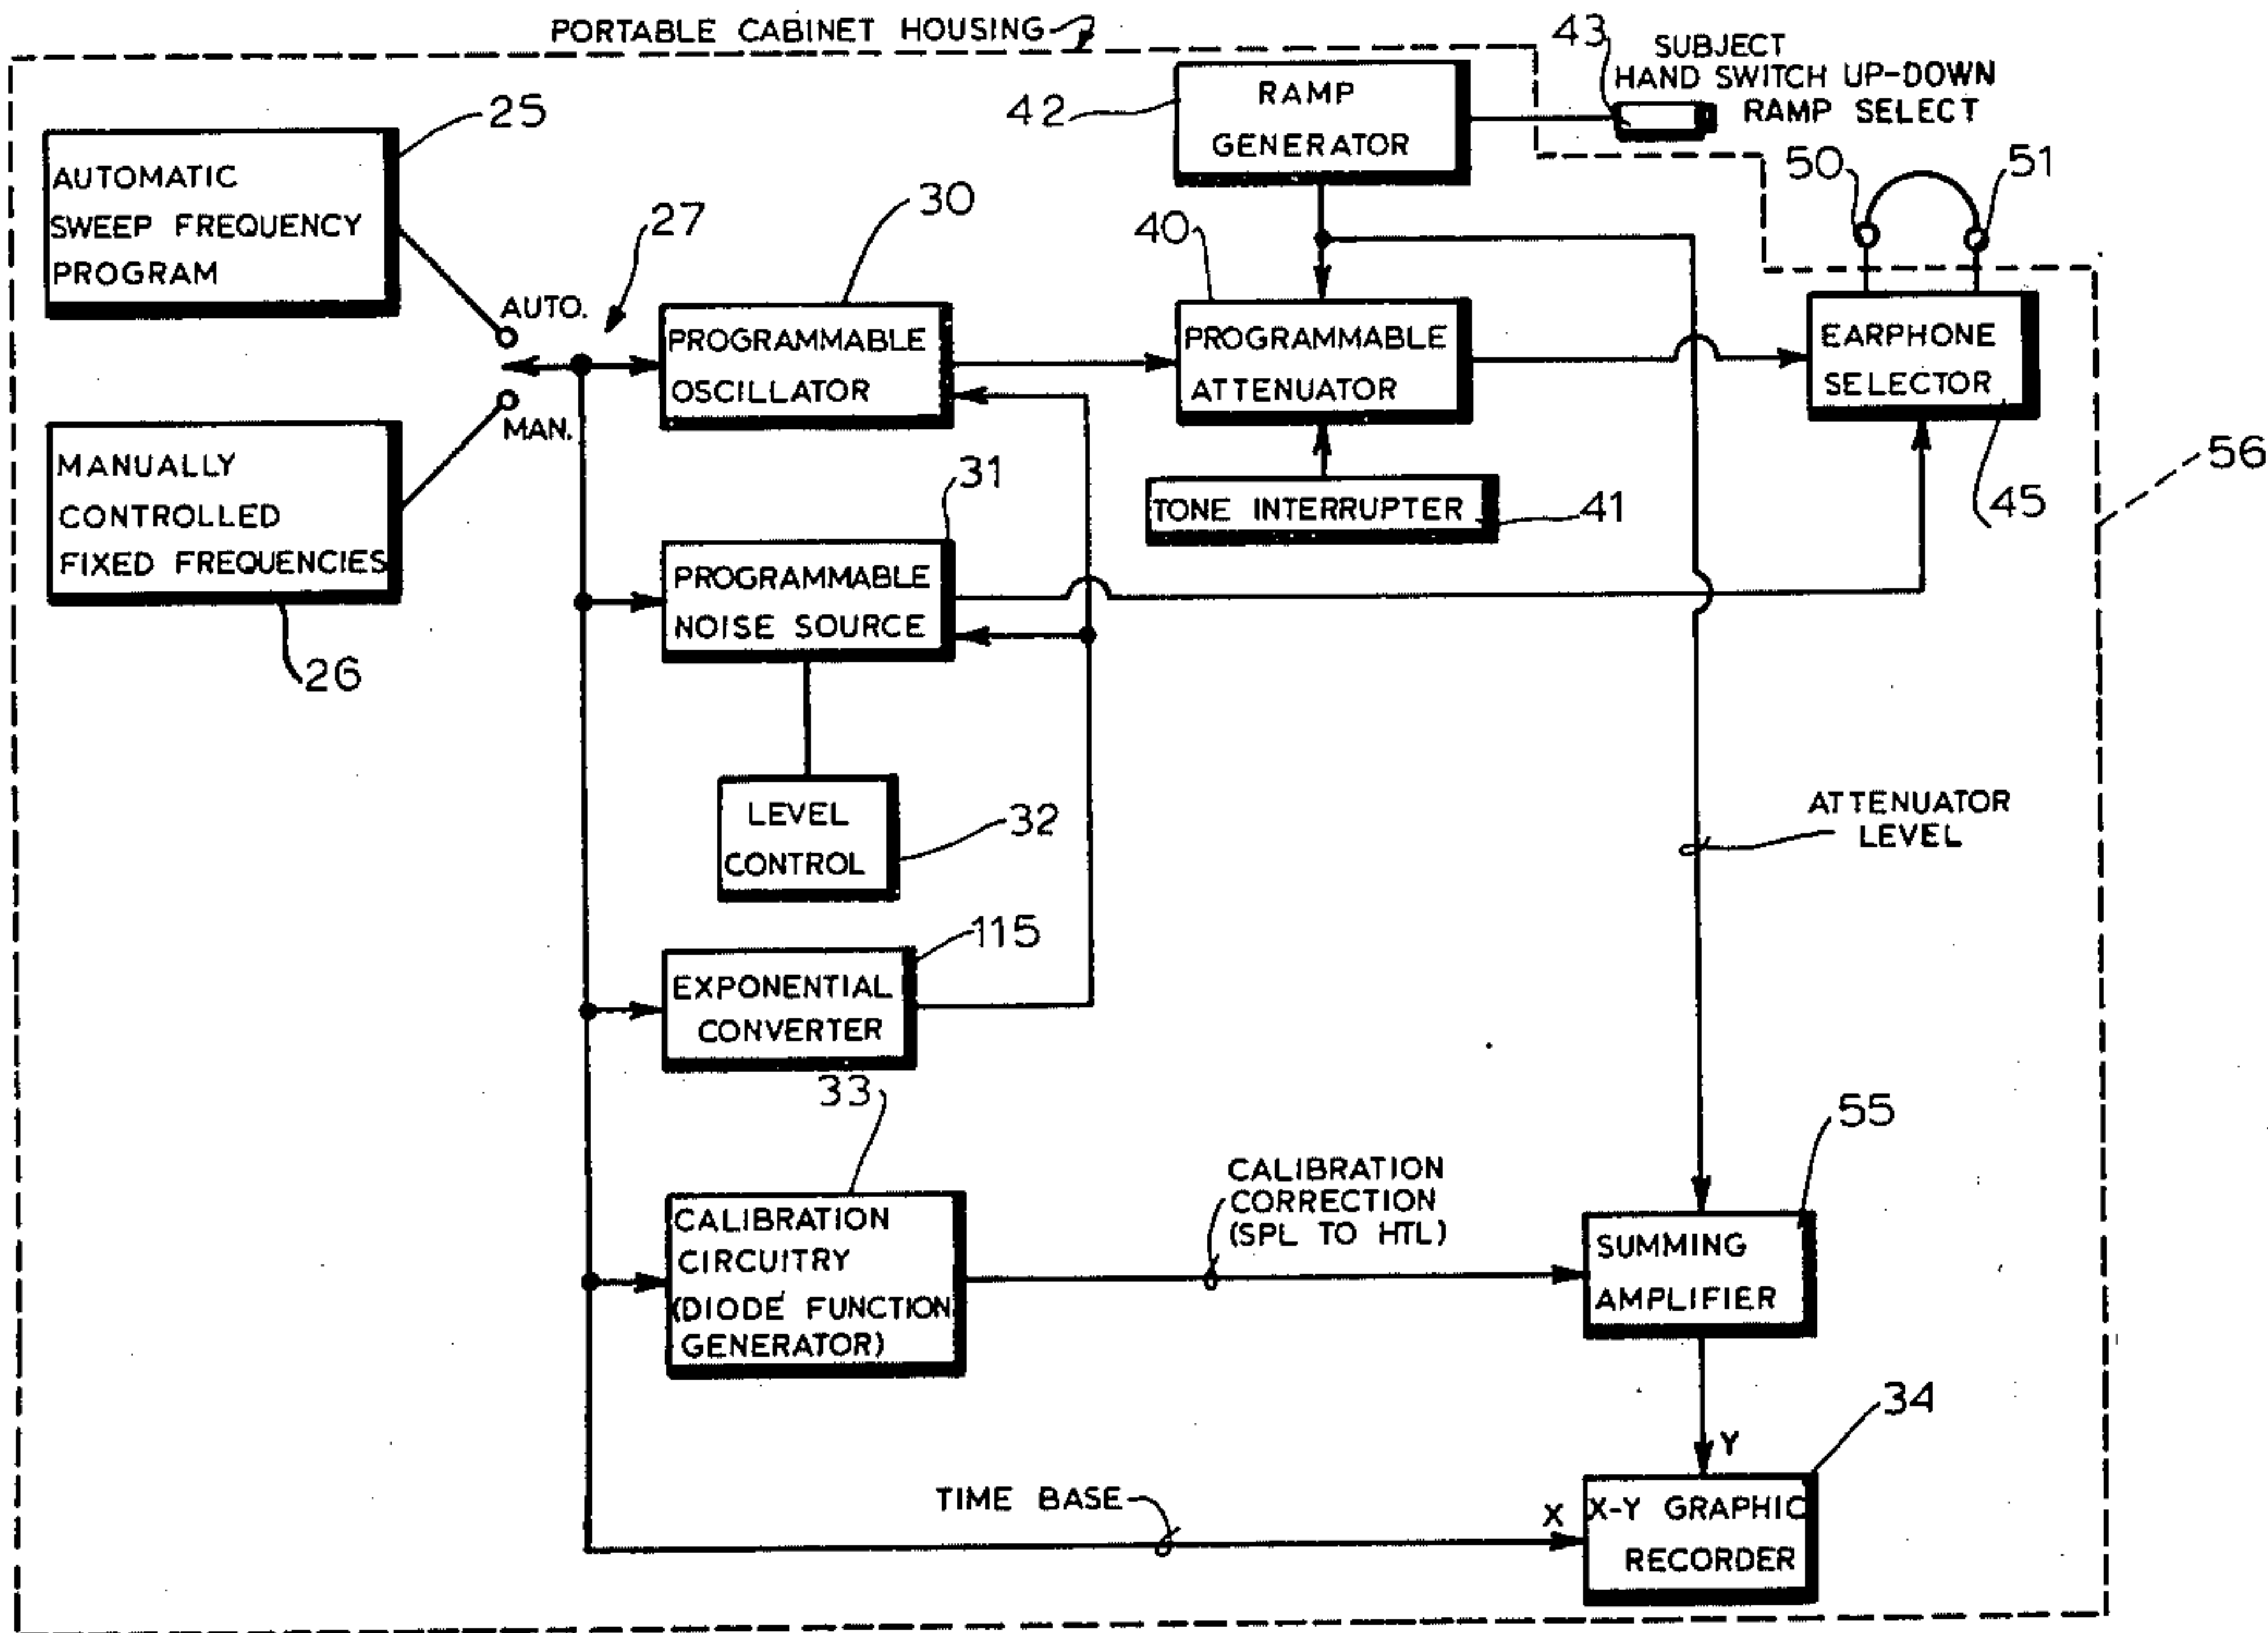 PORTABLE CABINET HOUSING
43
SUBJECT
HAND SWITCH UP-DOWN
RAMP SELECT
42
RAMP
GENERATOR
25
AUTOMATIC
SWEEP FREQUENCY
PROGRAM
50
51
27
30
40
AUTO.
PROGRAMMABLE
OSCILLATOR
PROGRAMMABLE
ATTENUATOR
EARPHONE
SELECTOR
MAN.
MANUALLY
CONTROLLED
FIXED FREQUENCIES
26
31
TONE INTERRUPTER
41
45
56
PROGRAMMABLE
NOISE SOURCE
LEVEL
CONTROL
32
ATTENUATOR
LEVEL
115
EXPONENTIAL
CONVERTER
33
55
CALIBRATION
CIRCUITRY
(DIODE FUNCTION
GENERATOR)
CALIBRATION
CORRECTION
(SPL TO HTL)
SUMMING
AMPLIFIER
34
Y
TIME BASE
X
X-Y GRAPHIC
RECORDER